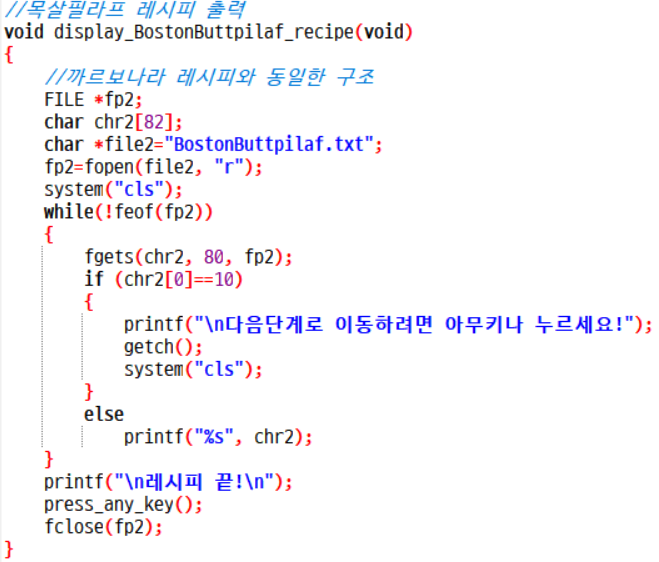 //목살필라프 레시피 출력
void display_BostonButtpilaf_recipe(void)
{
    //까르보나라 레시피와 동일한 구조
    FILE *fp2;
    char chr2[82];
    char *file2="BostonButtpilaf.txt";
    fp2=fopen(file2, "r");
    system("cls");
    while(!feof(fp2))
    {
        fgets(chr2, 80, fp2);
        if (chr2[0]==10)
        {
            printf("\n다음단계로 이동하려면 아무키나 누르세요!");
            getch();
            system("cls");
        }
        else
            printf("%s", chr2);
    }
    printf("\n레시피 끝!\n");
    press_any_key();
    fclose(fp2);
}